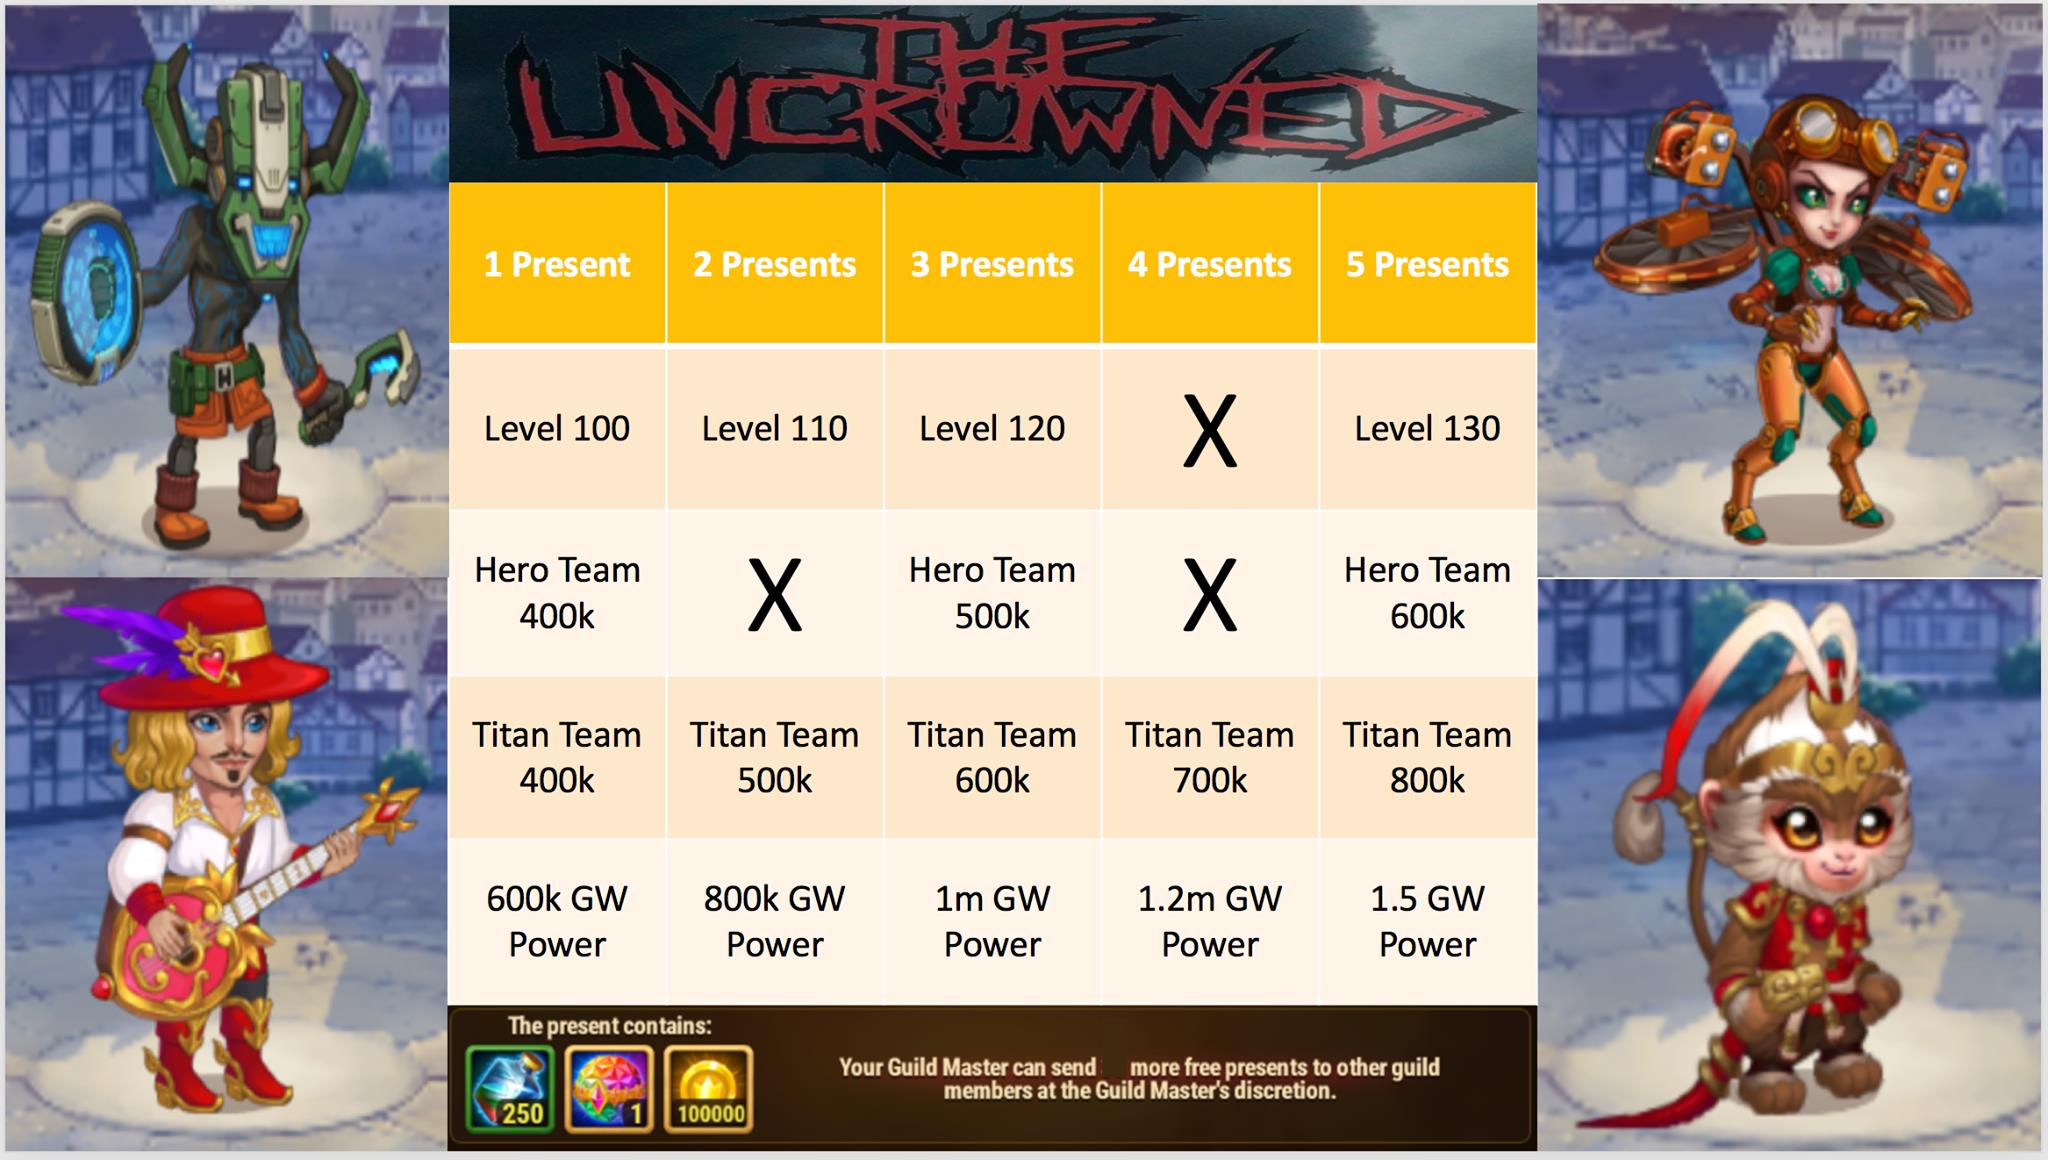 THE
UNCROWNED
1 Present
2 Presents
3 Presents
4 Presents
5 Presents
Level 100
Level 110
Level 120
X
Level 130
Hero Team
400k
X
Hero Team
500k
X
Hero Team
600k
Titan Team
400k
Titan Team
500k
Titan Team
600k
Titan Team
700k
Titan Team
800k
600k GW
Power
800k GW
Power
1m GW
Power
1.2m GW
Power
1.5 GW
Power
The present contains:
250
1
100000
Your Guild Master can send more free presents to other guild
members at the Guild Master's discretion.
H